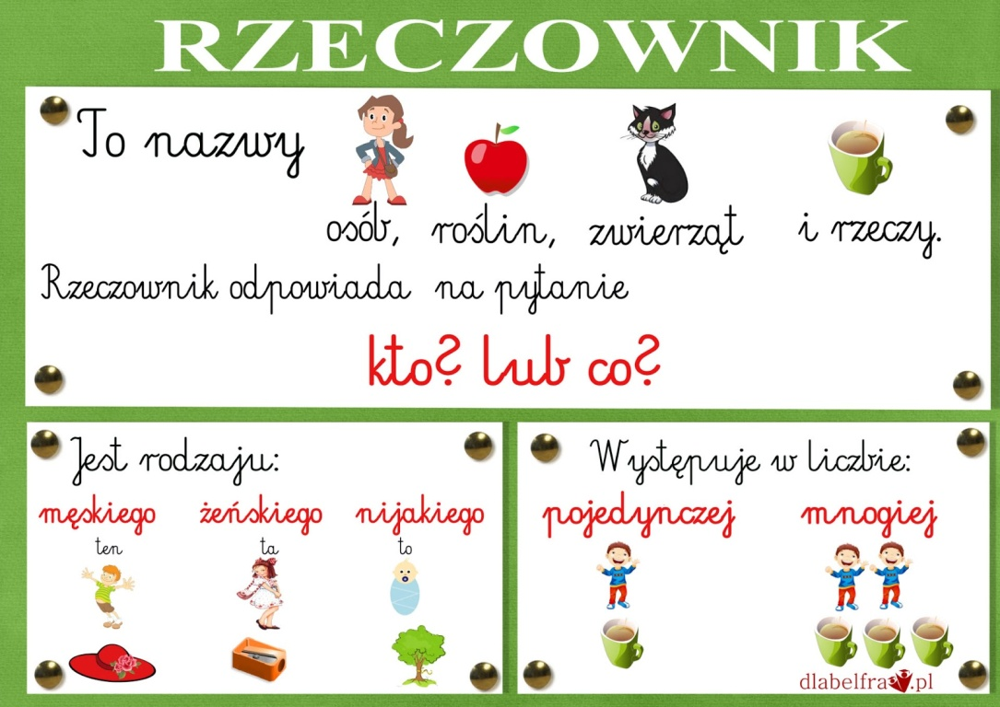 RZECZOWNIK
To nazwy
osób, roślin, zwierząt i rzeczy.
Rzeczownik odpowiada na pytanie
kto? lub co?
Jest rodzaju:
męskiego żeńskiego nijakiego
ten ta to
Występuje w liczbie:
pojedynczej mnogiej
dlabelfra.pl